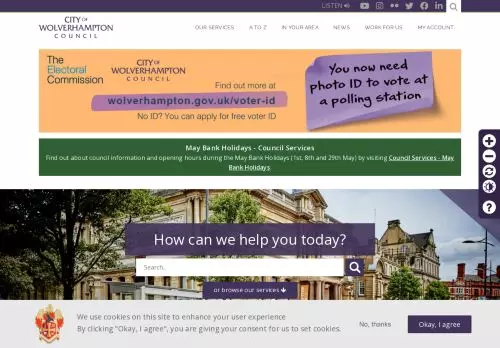 LISTEN
CITY OF
WOLVERHAMPTON
COUNCIL
OUR SERVICES
A TO Z
IN YOUR AREA
NEWS
WORK FOR US
MY ACCOUNT
The
Electoral
Commission
CITY OF
WOLVERHAMPTON
COUNCIL
Find out more at
wolverhampton.gov.uk/voter-id
No ID? You can apply for free voter ID
You now need
photo ID to vote at
a polling station
May Bank Holidays - Council Services
Find out about council information and opening hours during the May Bank Holidays (1st, 8th and 29th May) by visiting Council Services - May
Bank Holidays
How can we help you today?
Search..
or browse our services
We use cookies on this site to enhance your user experience
By clicking "Okay, I agree", you are giving your consent for us to set cookies.
No, thanks
Okay, I agree